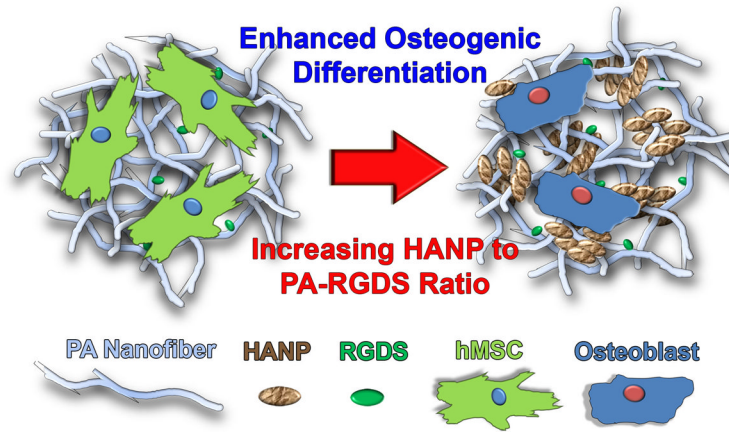 Enhanced Osteogenic
Differentiation
Increasing HANP to
PA-RGDS Ratio
PA Nanofiber
HANP
RGDS
hMSC
Osteoblast